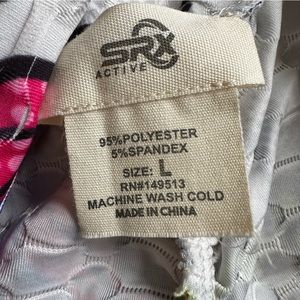 SRX
ACTIVE
95%POLYESTER
5%SPANDEX
SIZE: L
RN#149513
MACHINE WASH COLD
MADE IN CHINA